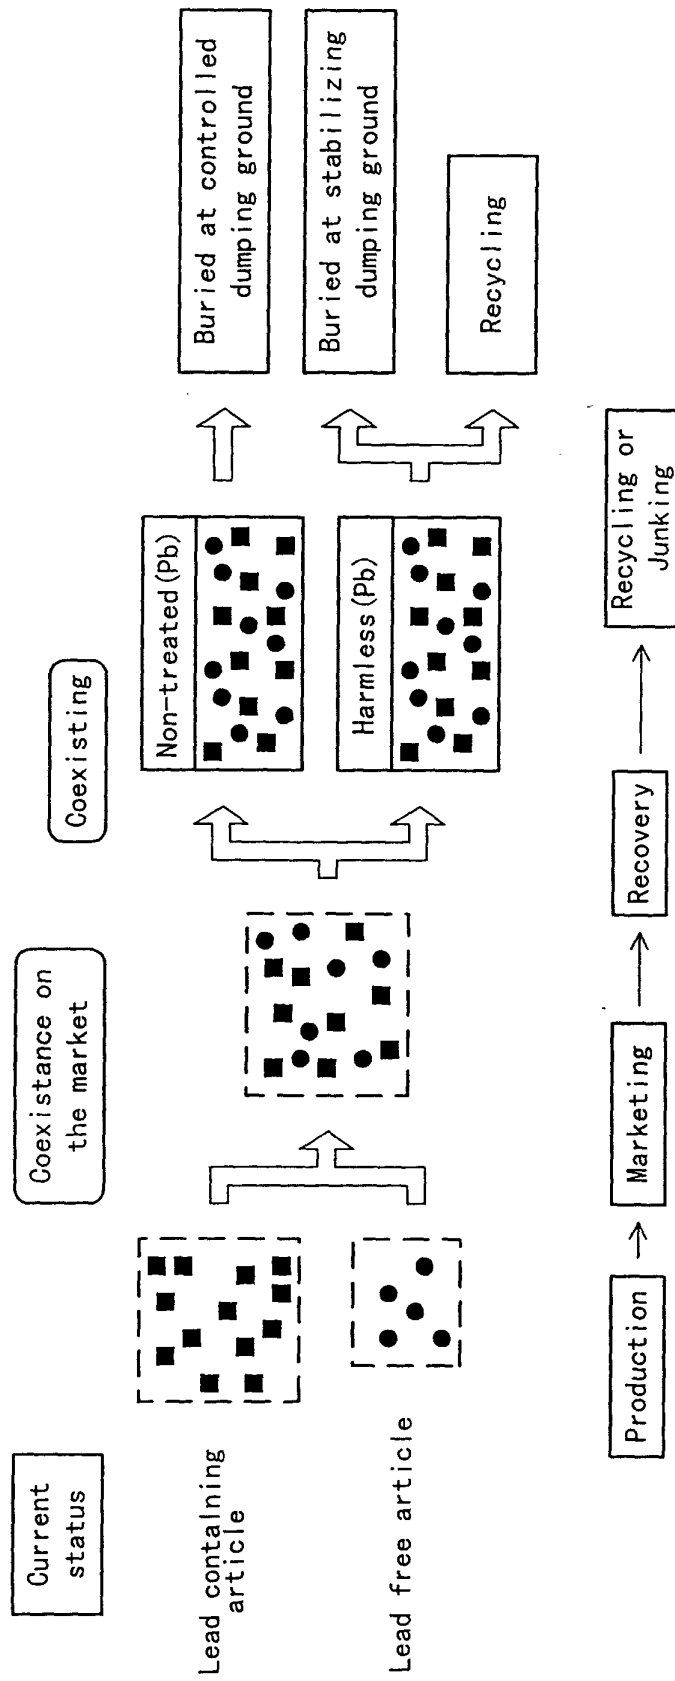 Current
status
Coexistance on
the market
Coexisting
Lead containing
article
Lead free article
Non-treated(Pb)
Harmless(Pb)
Buried at controlled
dumping ground
Buried at stabilizing
dumping ground
Recycling
Production
Marketing
Recovery
Recycling or
Junking